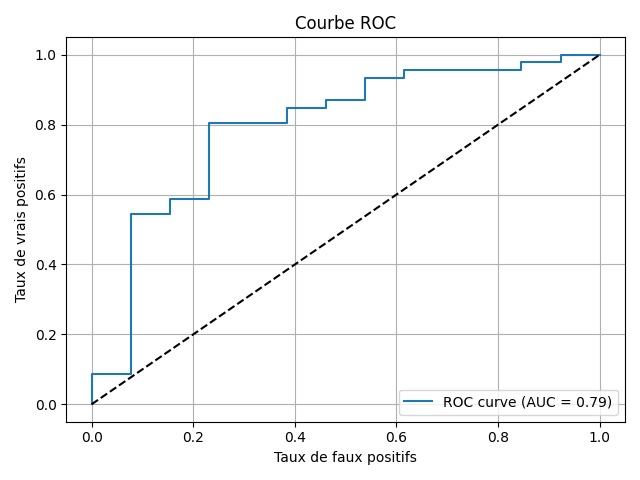 Courbe ROC
Taux de vrais positifs
1.0
0.8
0.6
0.4
0.2
0.0
0.0 0.2 0.4 0.6 0.8 1.0
Taux de faux positifs
ROC curve (AUC = 0.79)